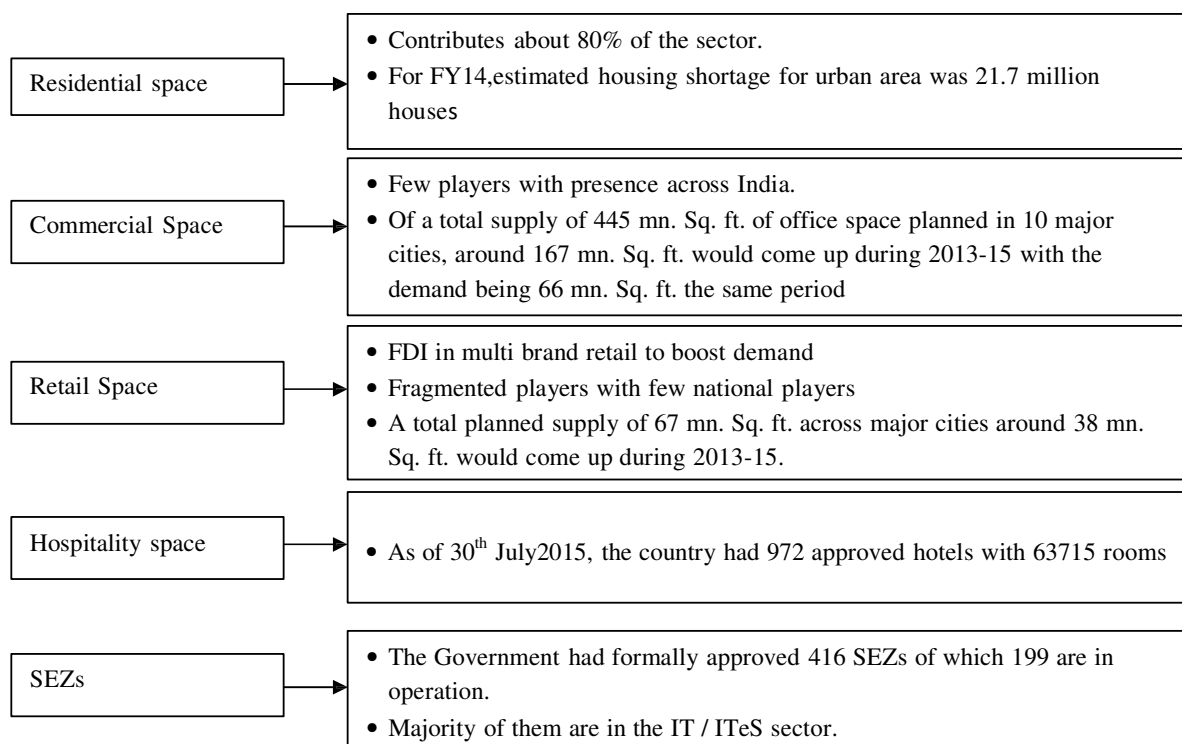 Residential space
• Contributes about 80% of the sector.
• For FY14,estimated housing shortage for urban area was 21.7 million
houses
Commercial Space
• Few players with presence across India.
• Of a total supply of 445 mn. Sq. ft. of office space planned in 10 major
cities, around 167 mn. Sq. ft. would come up during 2013-15 with the
demand being 66 mn. Sq. ft. the same period
Retail Space
• FDI in multi brand retail to boost demand
• Fragmented players with few national players
• A total planned supply of 67 mn. Sq. ft. across major cities around 38 mn.
Sq. ft. would come up during 2013-15.
Hospitality space
• As of 30th July2015, the country had 972 approved hotels with 63715 rooms
SEZs
• The Government had formally approved 416 SEZs of which 199 are in
operation.
• Majority of them are in the IT / ITeS sector.